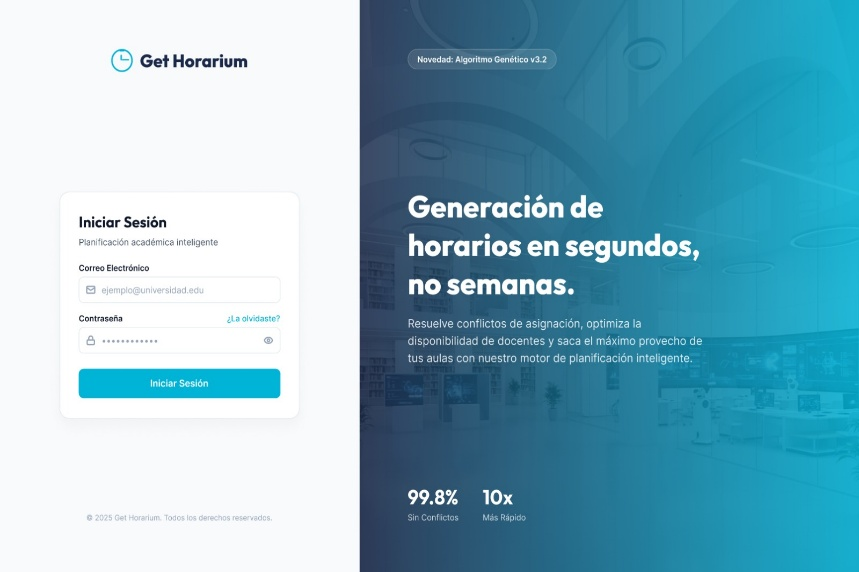 Get Horarium
Iniciar Sesión
Planificación académica inteligente
Correo Electrónico
ejemplo@universidad.edu
Contraseña
¿La olvidaste?
••••••••••••
Iniciar Sesión
© 2025 Get Horarium. Todos los derechos reservados.
Novedad: Algoritmo Genético v3.2
Generación de
horarios en segundos,
no semanas.
Resuelve conflictos de asignación, optimiza la
disponibilidad de docentes y saca el máximo provecho de
tus aulas con nuestro motor de planificación inteligente.
99.8%
Sin Conflictos
10x
Más Rápido